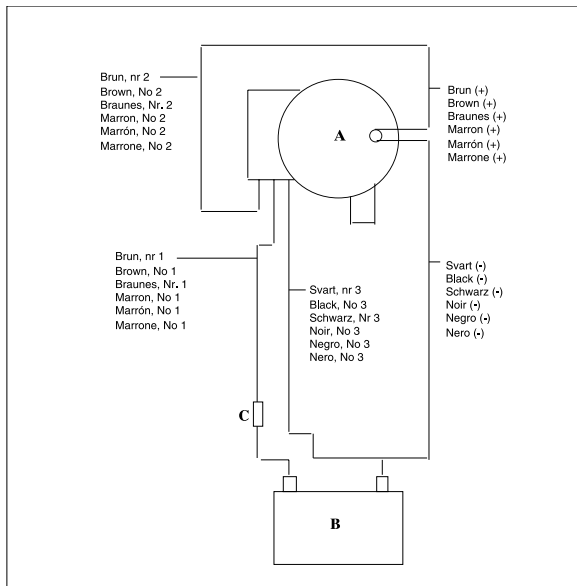 Brun, nr 2
Brown, No 2
Braunes, Nr. 2
Marron, No 2
Marrón, No 2
Marrone, No 2
A
Brun (+)
Brown (+)
Braunes (+)
Marron (+)
Marrón (+)
Marrone (+)
Brun, nr 1
Brown, No 1
Braunes, Nr. 1
Marron, No 1
Marrón, No 1
Marrone, No 1
Svart, nr 3
Black, No 3
Schwarz, Nr 3
Noir, No 3
Negro, No 3
Nero, No 3
Svart (-)
Black (-)
Schwarz (-)
Noir (-)
Negro (-)
Nero (-)
C
B